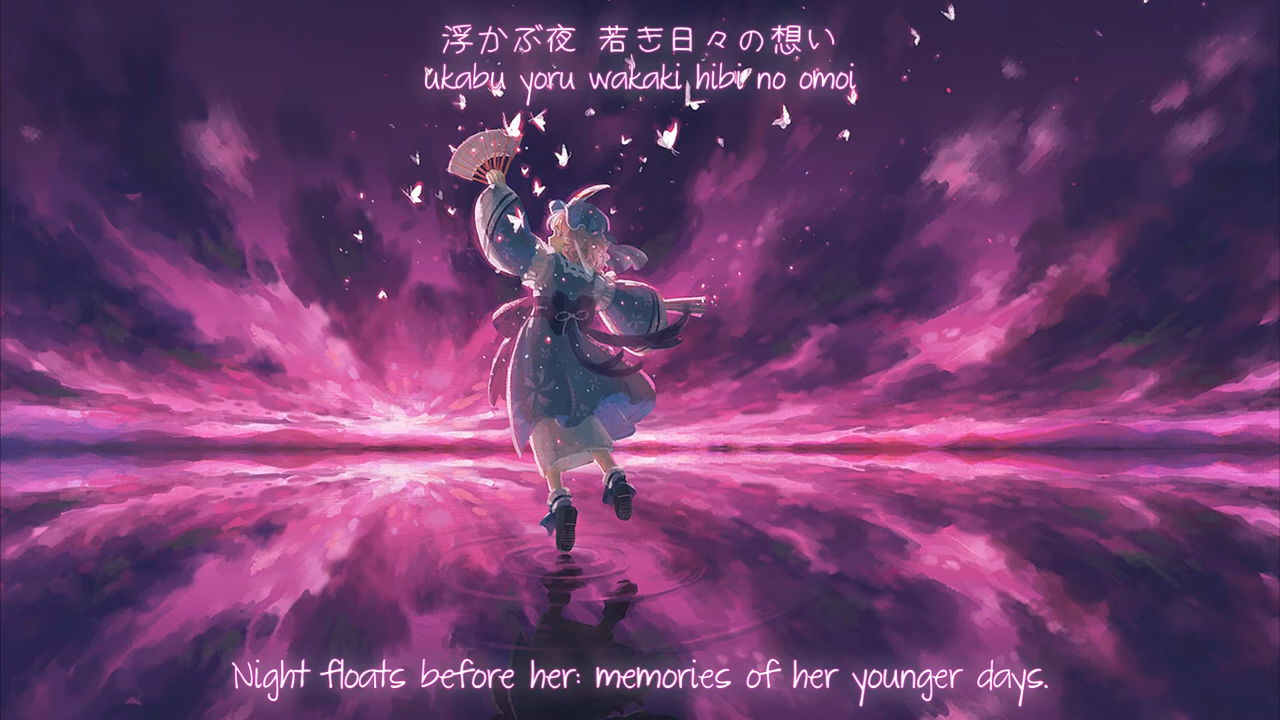 浮かぶ夜 若き日々の想い
ukabu yoru wakaki hibi no omoi
Night floats before her: memories of her younger days.